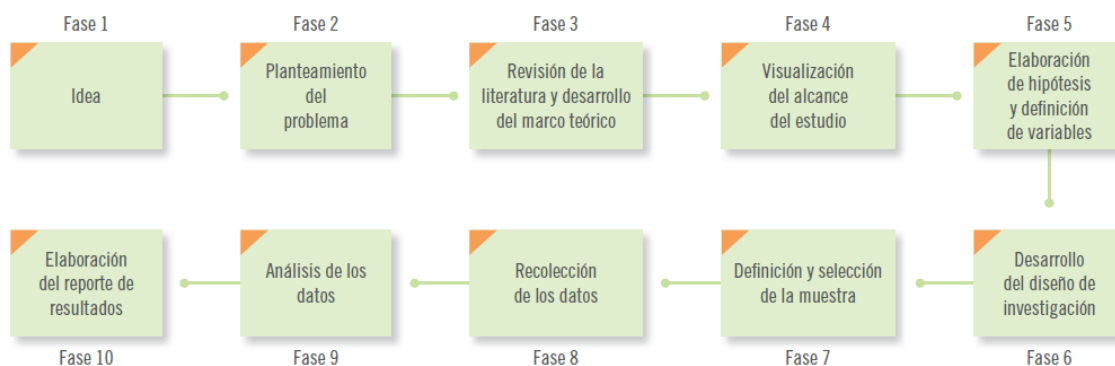 Fase 1
Idea
Fase 2
Planteamiento
del
problema
Fase 3
Revisión de la
literatura y desarrollo
del marco teórico
Fase 4
Visualización
del alcance
del estudio
Fase 5
Elaboración
de hipótesis
y definición
de variables
Desarrollo
del diseño de
investigación
Fase 6
Definición y selección
de la muestra
Fase 7
Recolección
de los datos
Fase 8
Análisis de los
datos
Fase 9
Elaboración
del reporte de
resultados
Fase 10